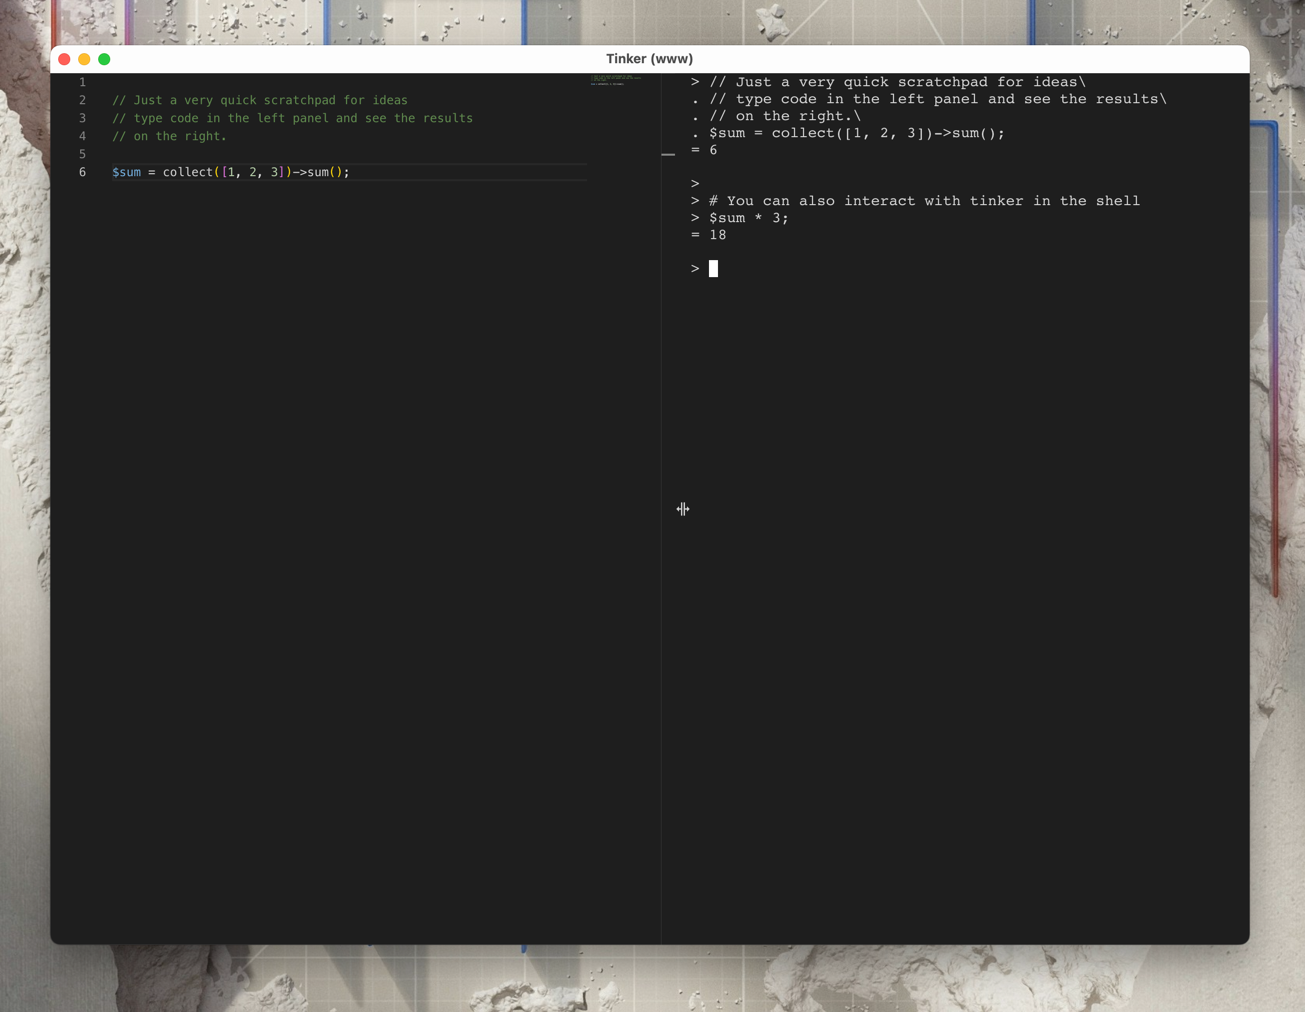 Tinker (www)
1
2 // Just a very quick scratchpad for ideas
3 // type code in the left panel and see the results
4 // on the right.
5
6 $sum = collect([1, 2, 3])->sum();
> // Just a very quick scratchpad for ideas\
. // type code in the left panel and see the results\
. // on the right.\
. $sum = collect([1, 2, 3])->sum();
= 6
>
> # You can also interact with tinker in the shell
> $sum * 3;
= 18
>